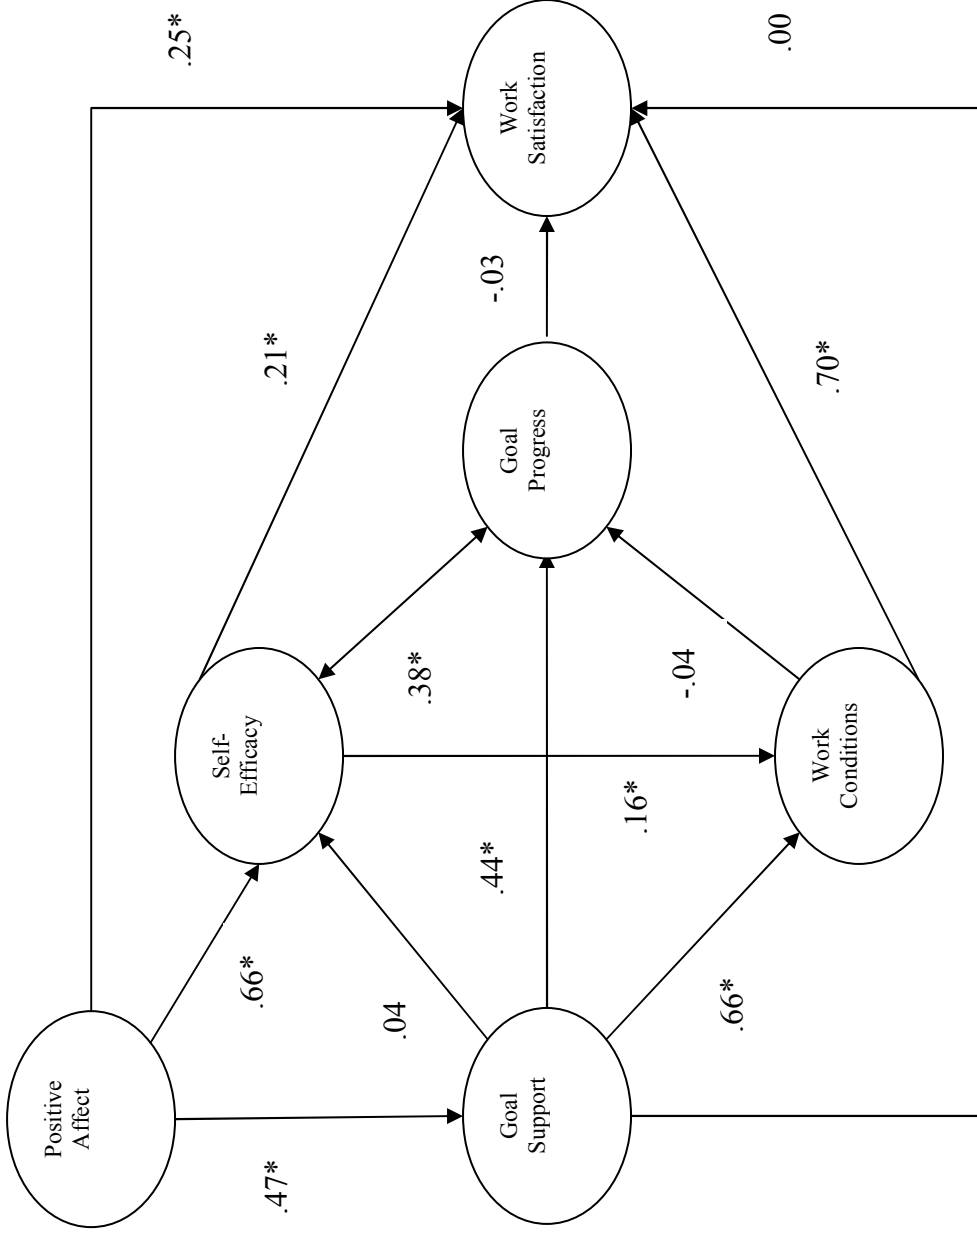 Positive
Affect
.25*
.66*
.21*
.47*
Self-
Efficacy
.04
.38*
Goal
Support
.44*
Goal
Progress
-.03
Work
Satisfaction
.16*
-.04
.66*
.70*
.00
Work
Conditions